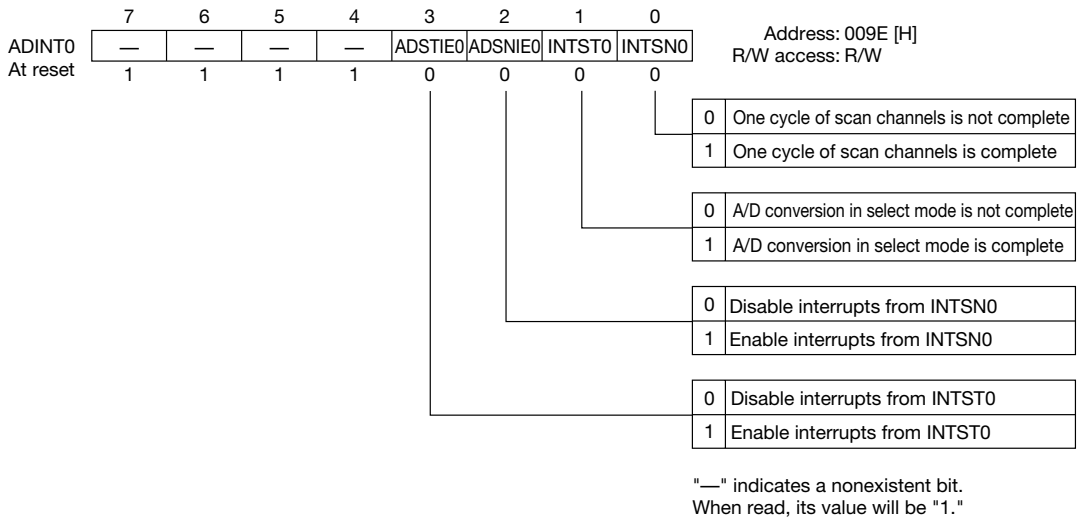 7 6 5 4 3 2 1 0
ADINT0 — — — — ADSTIE0 ADSNIE0 INTST0 INTSN0
At reset 1 1 1 1 0 0 0 0
Address: 009E [H]
R/W access: R/W
0 One cycle of scan channels is not complete
1 One cycle of scan channels is complete
0 A/D conversion in select mode is not complete
1 A/D conversion in select mode is complete
0 Disable interrupts from INTSN0
1 Enable interrupts from INTSN0
0 Disable interrupts from INTST0
1 Enable interrupts from INTST0
"—" indicates a nonexistent bit.
When read, its value will be "1."